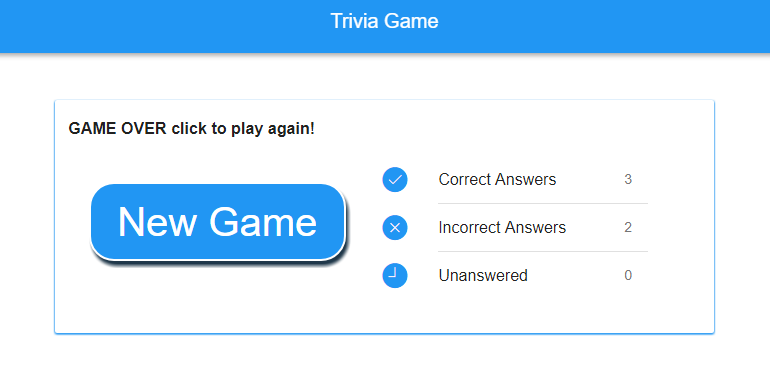 Trivia Game
GAME OVER click to play again!
New Game
Correct Answers 3
Incorrect Answers 2
Unanswered 0